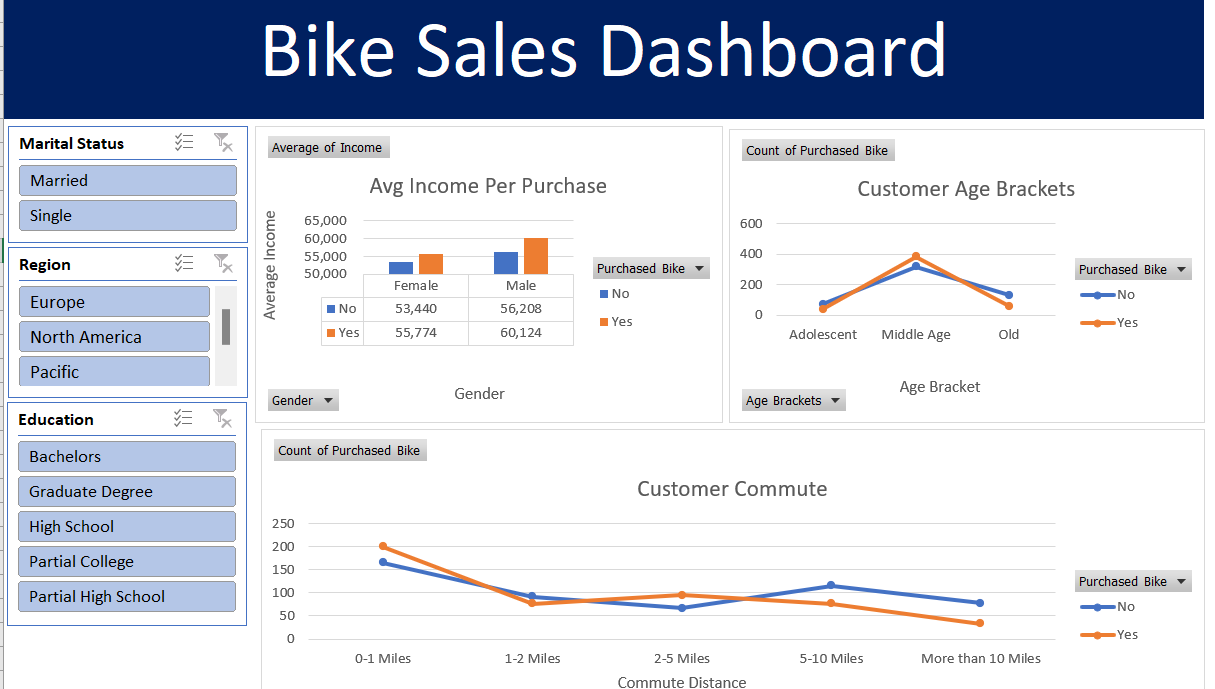 Bike Sales Dashboard
Marital Status
Married
Single
Region
Europe
North America
Pacific
Education
Bachelors
Graduate Degree
High School
Partial College
Partial High School
Average of Income
Avg Income Per Purchase
Average Income
65,000
60,000
55,000
50,000
Female Male
No 53,440 56,208
Yes 55,774 60,124
Purchased Bike
No
Yes
Gender
Gender
Count of Purchased Bike
Customer Age Brackets
600
400
200
0
Adolescent Middle Age Old
Age Bracket
Purchased Bike
No
Yes
Age Brackets
Count of Purchased Bike
Customer Commute
250
200
150
100
50
0
0-1 Miles 1-2 Miles 2-5 Miles 5-10 Miles More than 10 Miles
Commute Distance
Purchased Bike
No
Yes